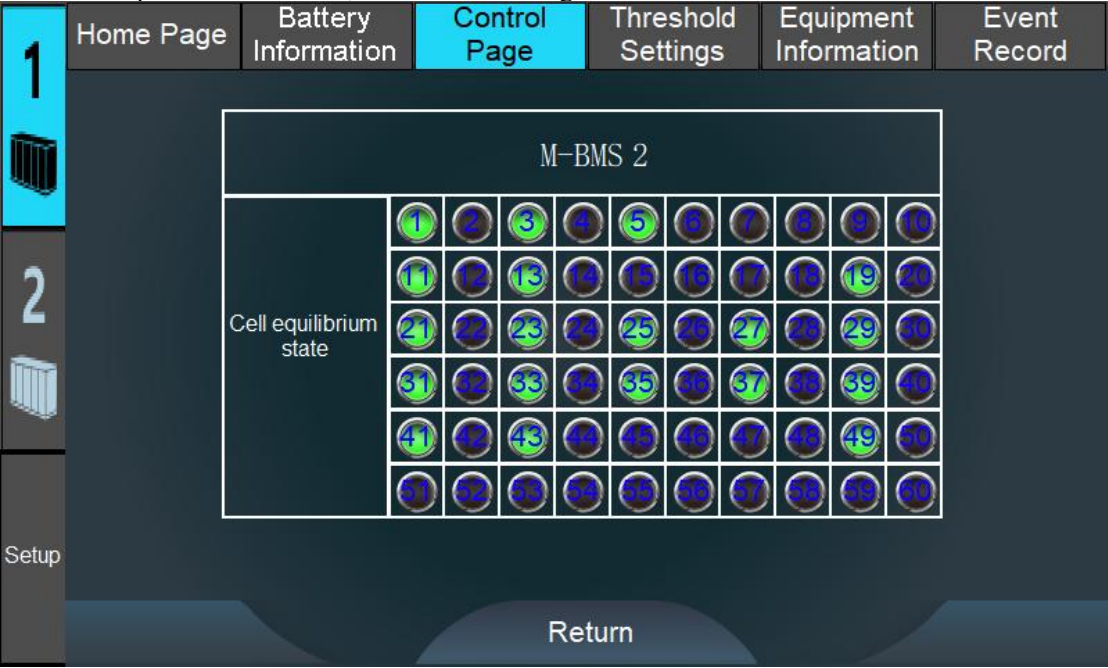 1
Home Page
Battery
Information
Control
Page
Threshold
Settings
Equipment
Information
Event
Record
M-BMS 2
1 2 3 4 5 6 7 8 9 10
11 12 13 14 15 16 17 18 19 20
2
Cell equilibrium
state
21 22 23 24 25 26 27 28 29 30
31 32 33 34 35 36 37 38 39 40
41 42 43 44 45 46 47 48 49 50
51 52 53 54 55 56 57 58 59 60
Setup
Return